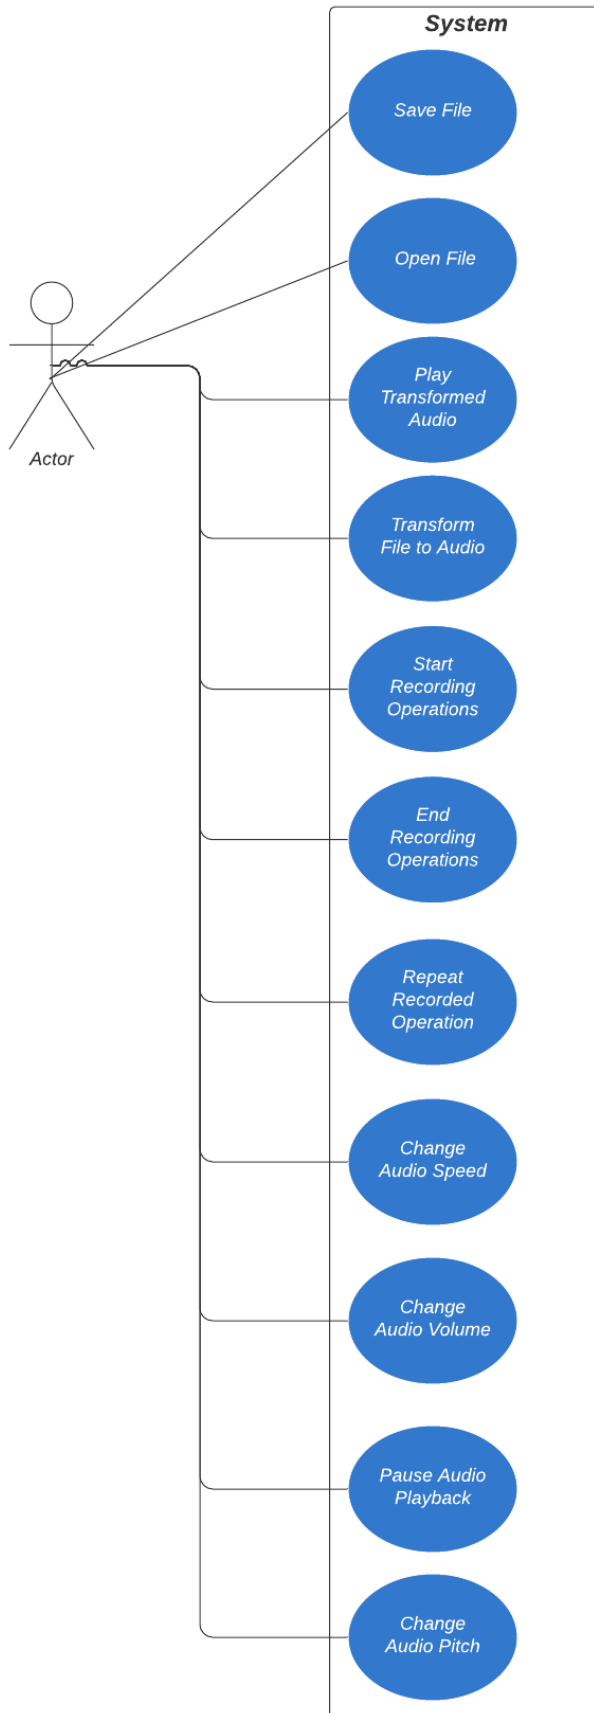 System
Save File
Open File
Play
Transformed
Audio
Actor
Transform
File to Audio
Start
Recording
Operations
End
Recording
Operations
Repeat
Recorded
Operation
Change
Audio Speed
Change
Audio Volume
Pause Audio
Playback
Change
Audio Pitch